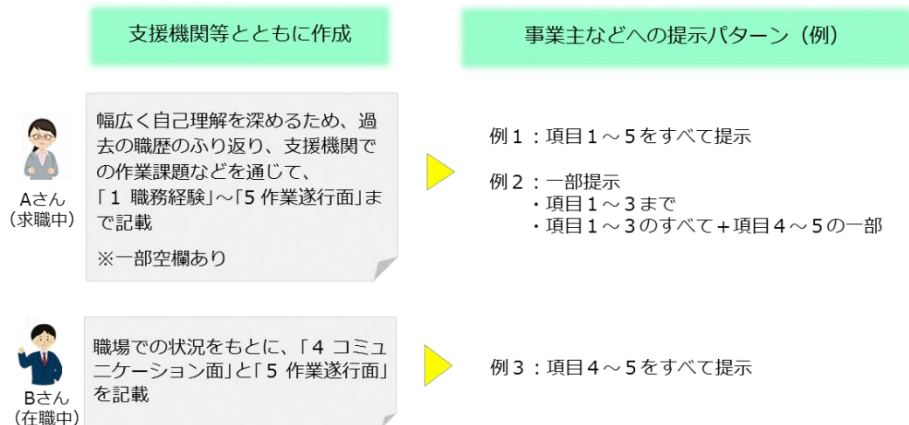 支援機関等とともに作成
事業主などへの提示パターン（例）
Aさん
（求職中）
幅広く自己理解を深めるため、過
去の職歴のふり返り、支援機関で
の作業課題などを通じて、
「１ 職務経験」～「５ 作業遂行面」ま
で記載
※一部空欄あり
例１：項目１～５をすべて提示
例２：一部提示
・項目１～３まで
・項目１～３のすべて＋項目４～５の一部
Bさん
（在職中）
職場での状況をもとに、「４ コミュ
ニケーション面」と「５ 作業遂行面」
を記載
例３：項目４～５をすべて提示